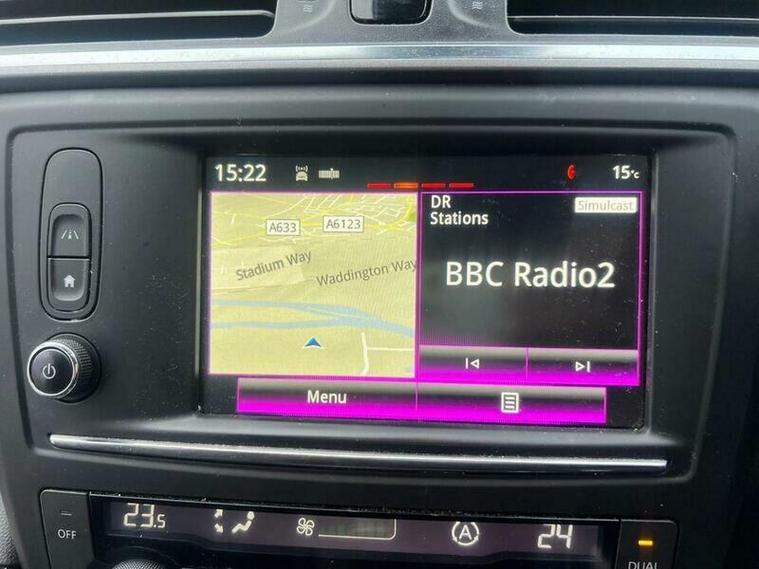 15:22
15°c
A633
A6123
Stadium Way
Waddington Way
DR
Stations
Simulcast
BBC Radio2
Menu
OFF
23.5
A
24
DUAL